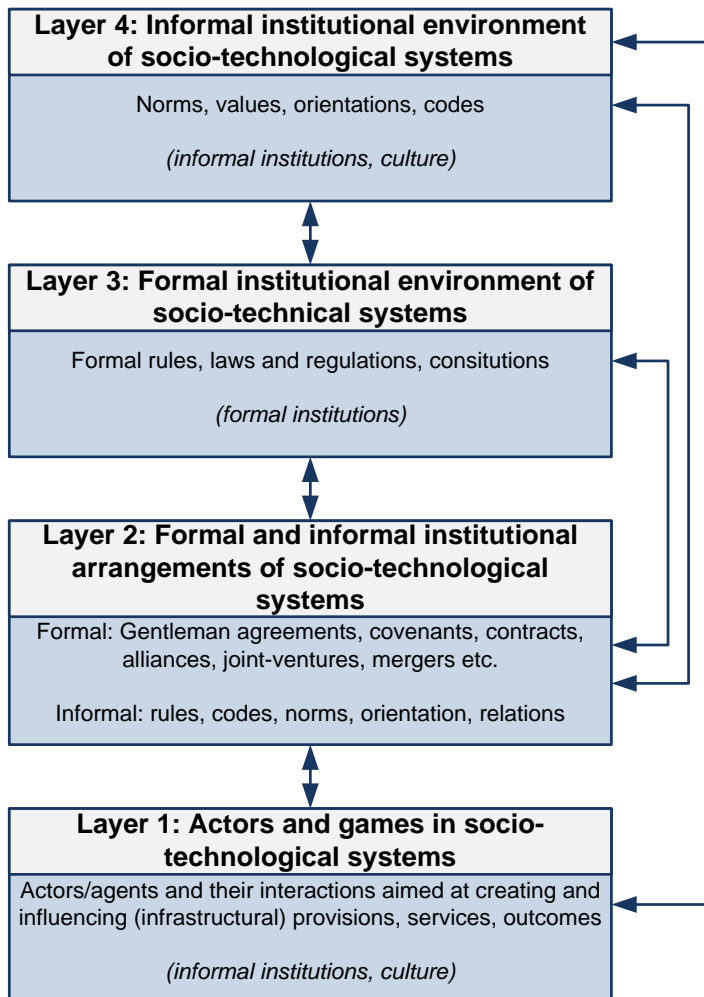 Layer 4: Informal institutional environment
of socio-technological systems
Norms, values, orientations, codes
(informal institutions, culture)
Layer 3: Formal institutional environment of
socio-technical systems
Formal rules, laws and regulations, consitutions
(formal institutions)
Layer 2: Formal and informal institutional
arrangements of socio-technological
systems
Formal: Gentleman agreements, covenants, contracts,
alliances, joint-ventures, mergers etc.
Informal: rules, codes, norms, orientation, relations
Layer 1: Actors and games in socio-
technological systems
Actors/agents and their interactions aimed at creating and
influencing (infrastructural) provisions, services, outcomes
(informal institutions, culture)